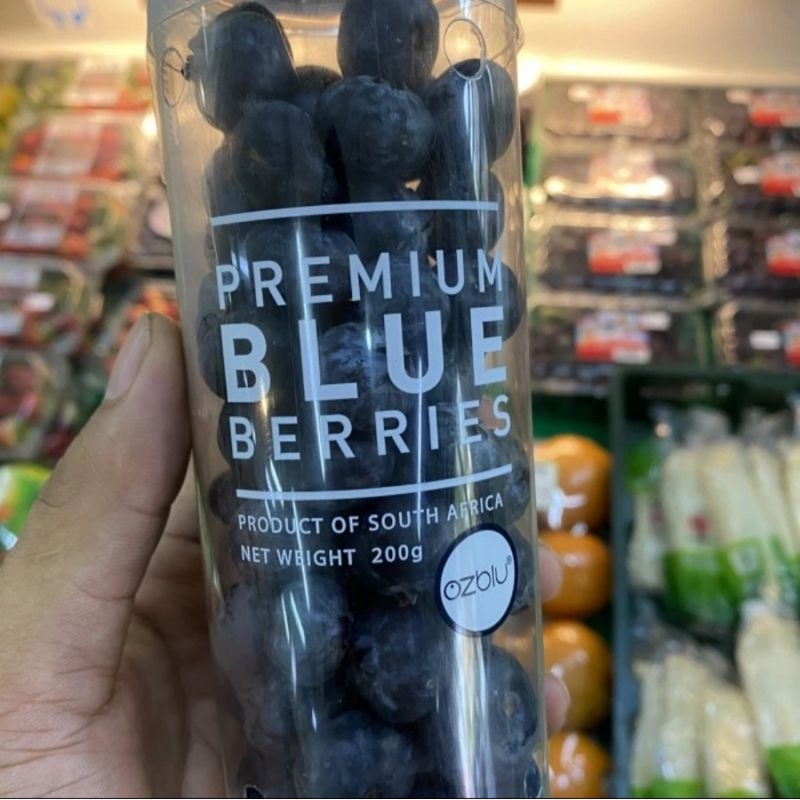 PREMIUM
BLUE
BERRIES
PRODUCT OF SOUTH AFRICA
NET WEIGHT 200g
ozblu®